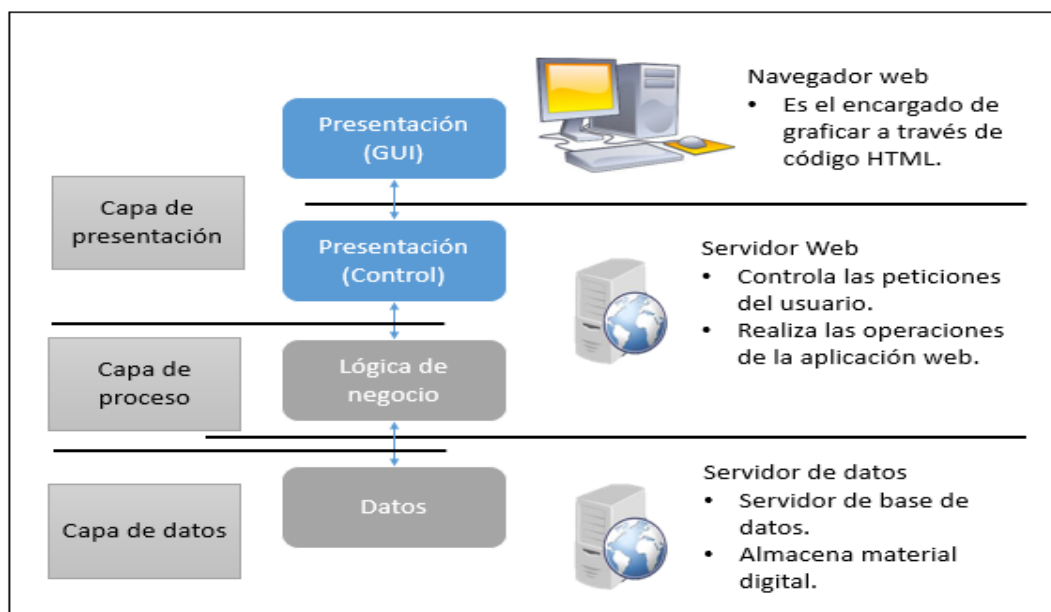 Navegador web
• Es el encargado de
graficar a través de
código HTML.
Presentación
(GUI)
Capa de
presentación
Presentación
(Control)
Servidor Web
• Controla las peticiones
del usuario.
• Realiza las operaciones
de la aplicación web.
Capa de
proceso
Lógica de
negocio
Servidor de datos
• Servidor de base de
datos.
• Almacena material
digital.
Capa de datos
Datos